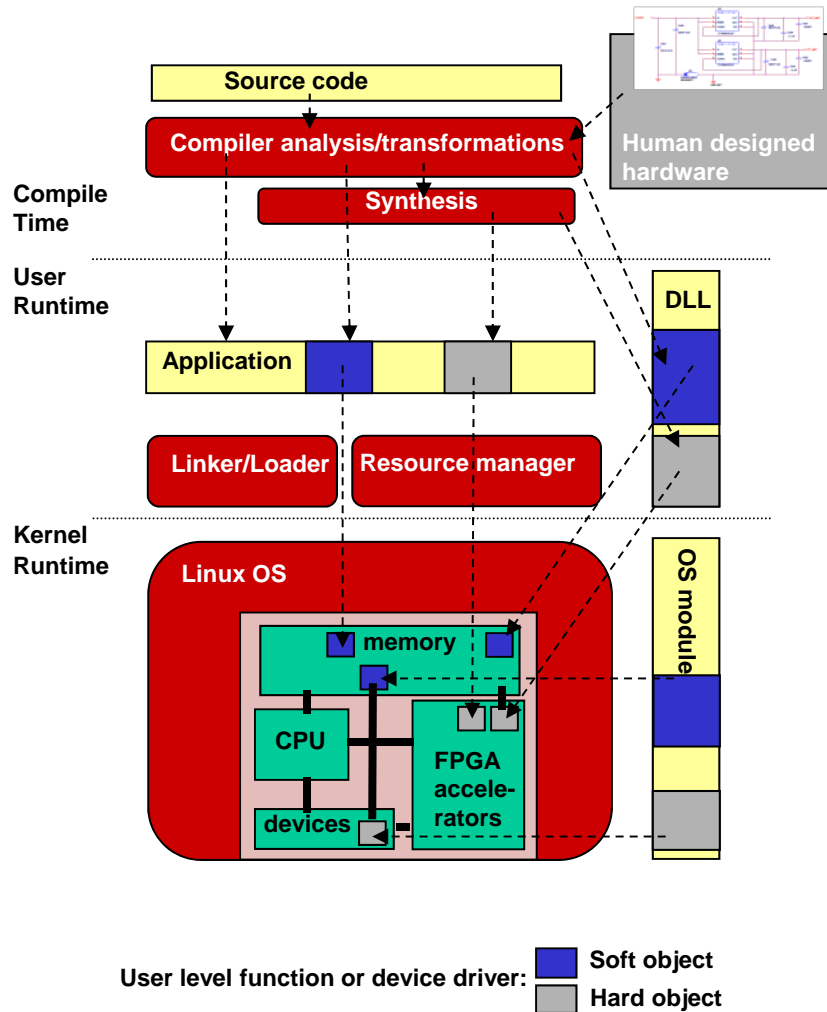 Source code
Compiler analysis/transformations
Human designed
hardware
Compile
Time
Synthesis
User
Runtime
DLL
Application
Linker/Loader
Resource manager
Kernel
Runtime
Linux OS
OS module
memory
CPU
FPGA
accele-
rators
devices
User level function or device driver:
Soft object
Hard object